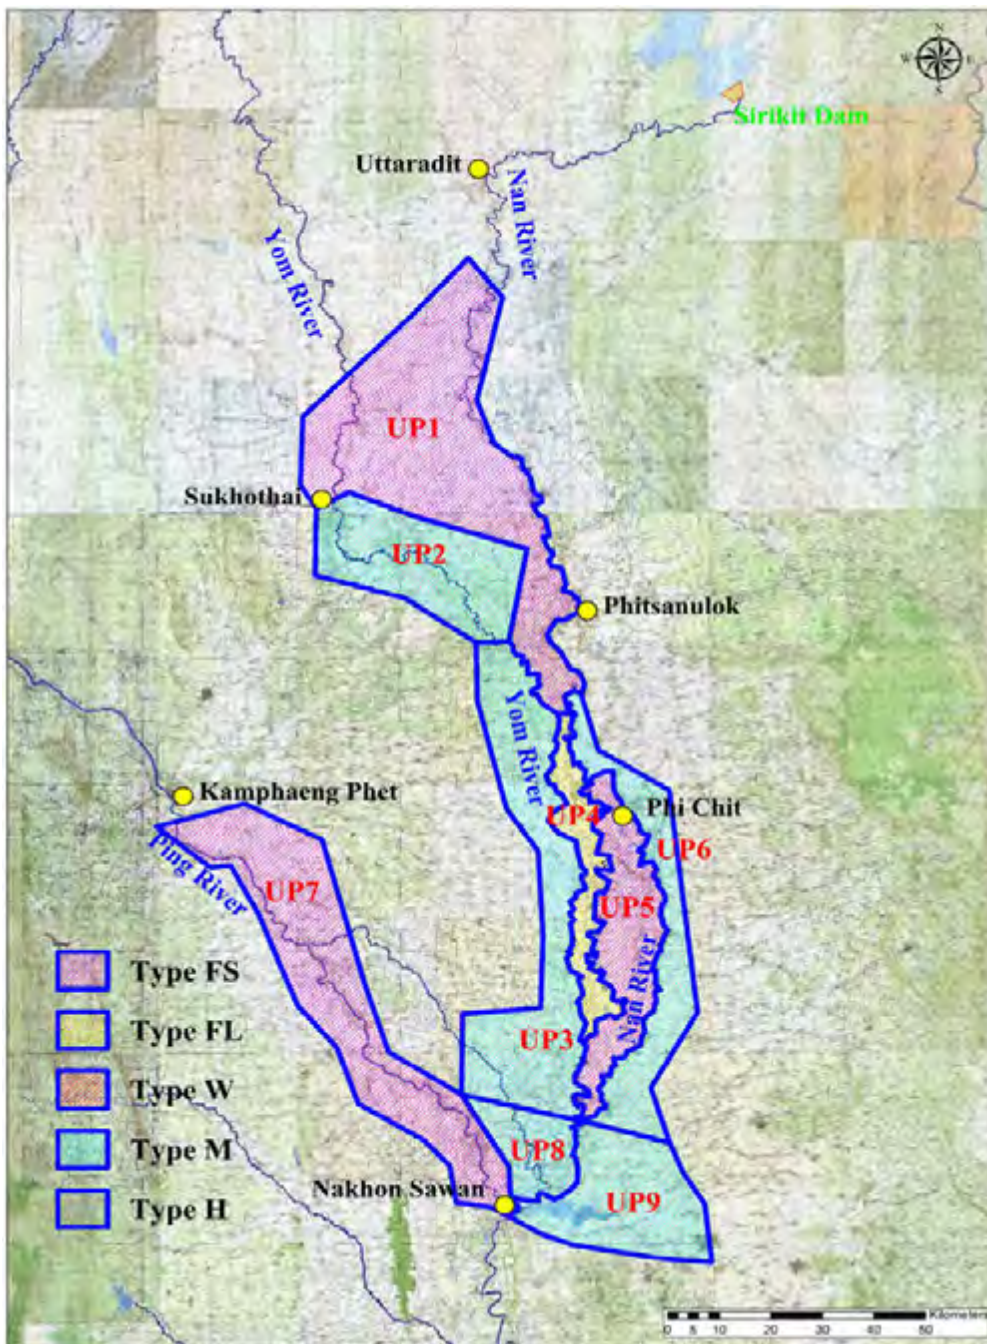 N
W E
S
Sirikit Dam
Uttaradit
Nan River
Yom River
UP1
Sukhothai
UP2
Phitsanulok
Yom River
Kamphaeng Phet
UP4
Phi Chit
UP6
Ping River
UP7
UP5
Nan River
Type FS
Type FL
UP3
Type W
Type M
UP8
Nakhon Sawan
UP9
Type H
Kilometers
0 5 10 20 30 40 50